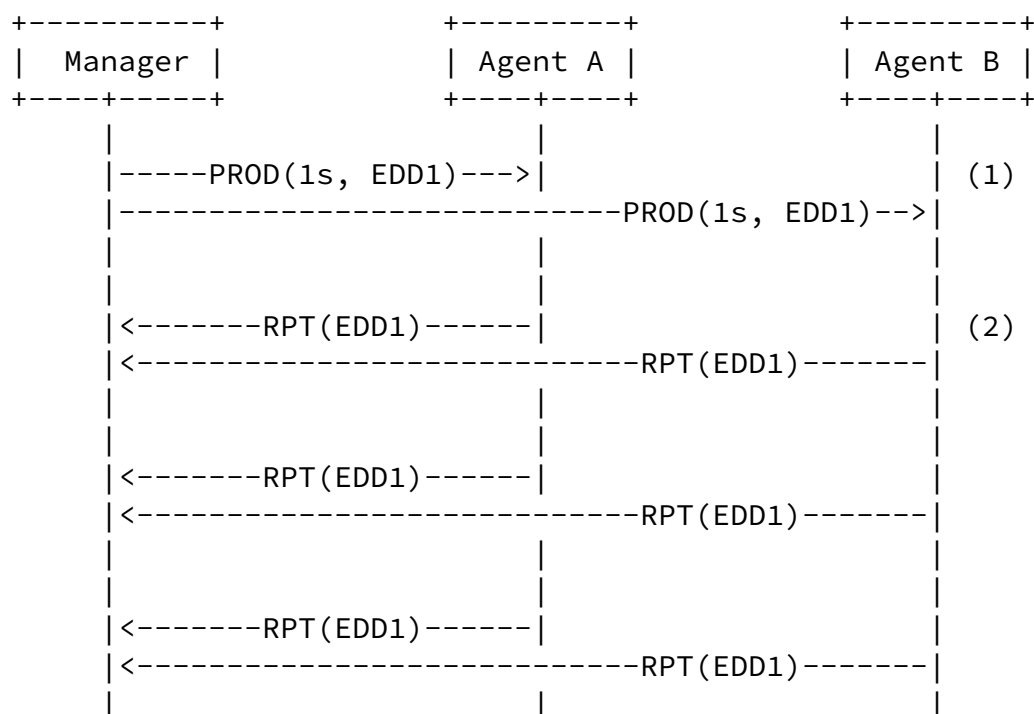 +----------+             +---------+           +---------+
|  Manager |             | Agent A |           | Agent B |
+----+-----+             +----+----+           +----+----+
     |                        |                     |
     |-----PROD(1s, EDD1)--->|                      | (1)
     |----------------------------PROD(1s, EDD1)-->|
     |                        |                     |
     |                        |                     |
     |<-------RPT(EDD1)------|                      | (2)
     |<----------------------------RPT(EDD1)-------|
     |                        |                     |
     |                        |                     |
     |<-------RPT(EDD1)------|                      |
     |<----------------------------RPT(EDD1)-------|
     |                        |                     |
     |                        |                     |
     |<-------RPT(EDD1)------|                      |
     |<----------------------------RPT(EDD1)-------|
     |                        |                     |